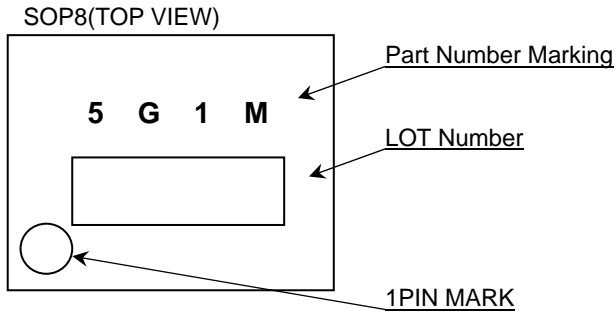 SOP8(TOP VIEW)
Part Number Marking
5 G 1 M
LOT Number
1PIN MARK